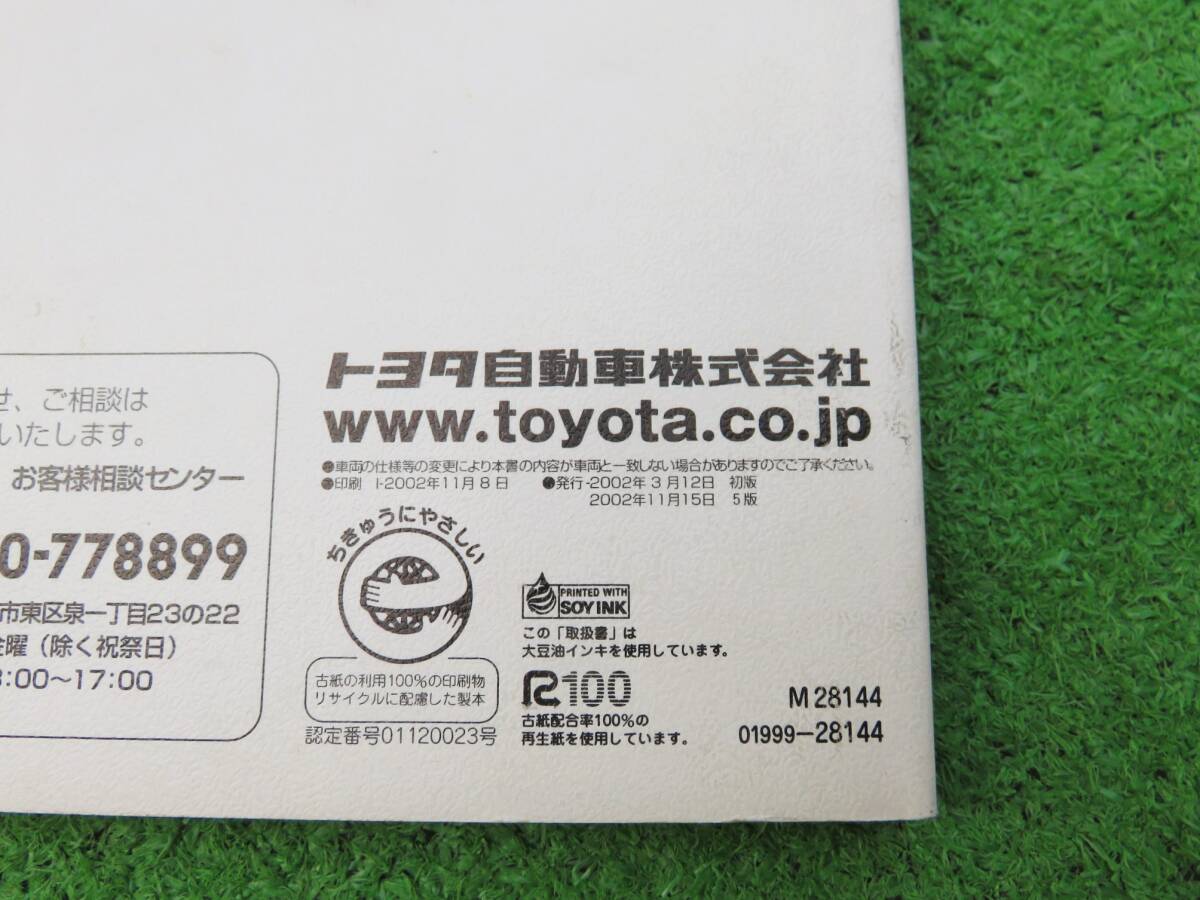 せ、ご相談は
いたします。
お客様相談センター
0-778899
市東区泉一丁目23の22
金曜（除く祝祭日）
:00〜17:00
トヨタ自動車株式会社
www.toyota.co.jp
●車両の仕様等の変更により本書の内容が車両と一致しない場合がありますのでご了承ください。
●印刷 I-2002年11月8日 ●発行-2002年3月12日 初版
2002年11月15日 5版
ちきゅうにやさしい
古紙の利用100%の印刷物
リサイクルに配慮した製本
認定番号01120023号
PRINTED WITH
SOY INK
この「取扱書」は
大豆油インキを使用しています。
R100
古紙配合率100%の
再生紙を使用しています。
M 28144
01999-28144